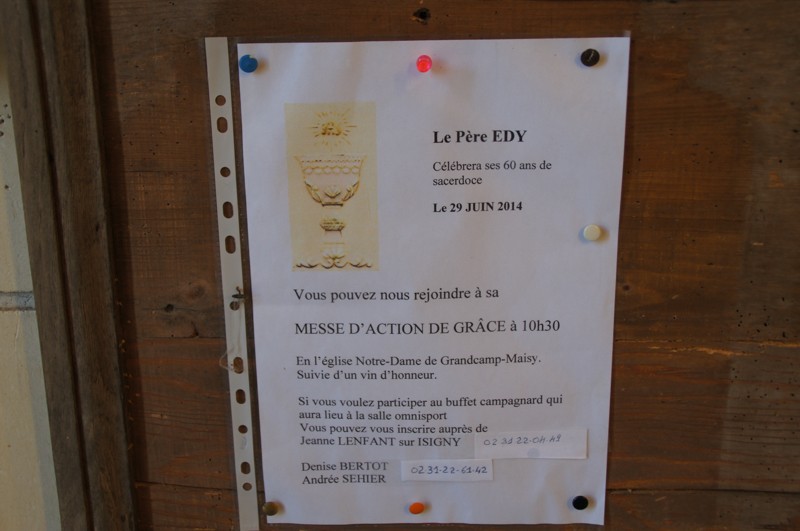 Le Père EDY
Célébrera ses 60 ans de
sacerdoce
Le 29 JUIN 2014
Vous pouvez nous rejoindre à sa
MESSE D'ACTION DE GRÂCE à 10h30
En l'église Notre-Dame de Grandcamp-Maisy.
Suivie d'un vin d'honneur.
Si vous voulez participer au buffet campagnard qui
aura lieu à la salle omnisport
Vous pouvez vous inscrire auprès de
Jeanne LENFANT sur ISIGNY
Denise BERTOT 02-31-22-61-42
Andrée SEHIER